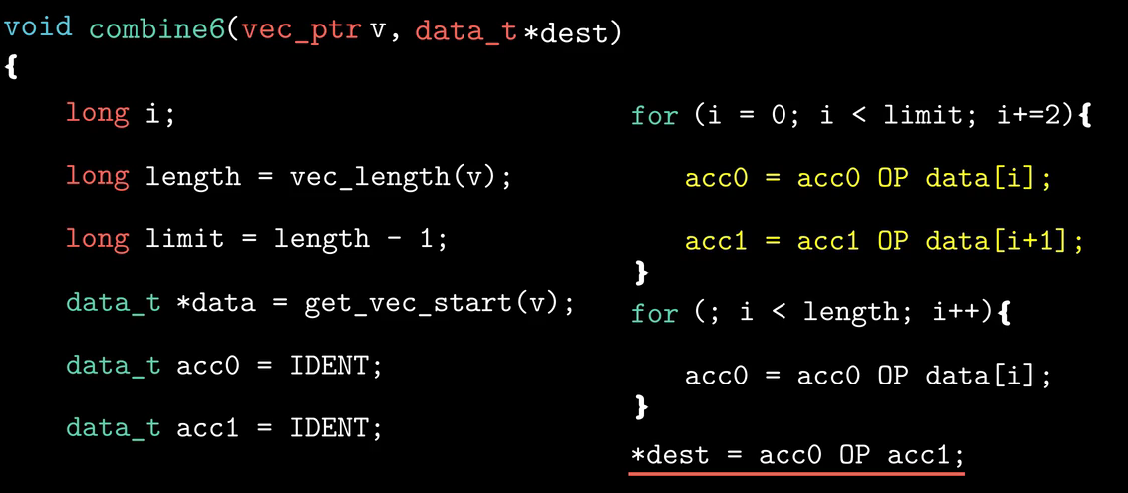 void combine6(vec_ptr v, data_t *dest)
{
long i;
long length = vec_length(v);
long limit = length - 1;
data_t *data = get_vec_start(v);
data_t acc0 = IDENT;
data_t acc1 = IDENT;
for (i = 0; i < limit; i+=2){
acc0 = acc0 OP data[i];
acc1 = acc1 OP data[i+1];
}
for (; i < length; i++){
acc0 = acc0 OP data[i];
}
*dest = acc0 OP acc1;